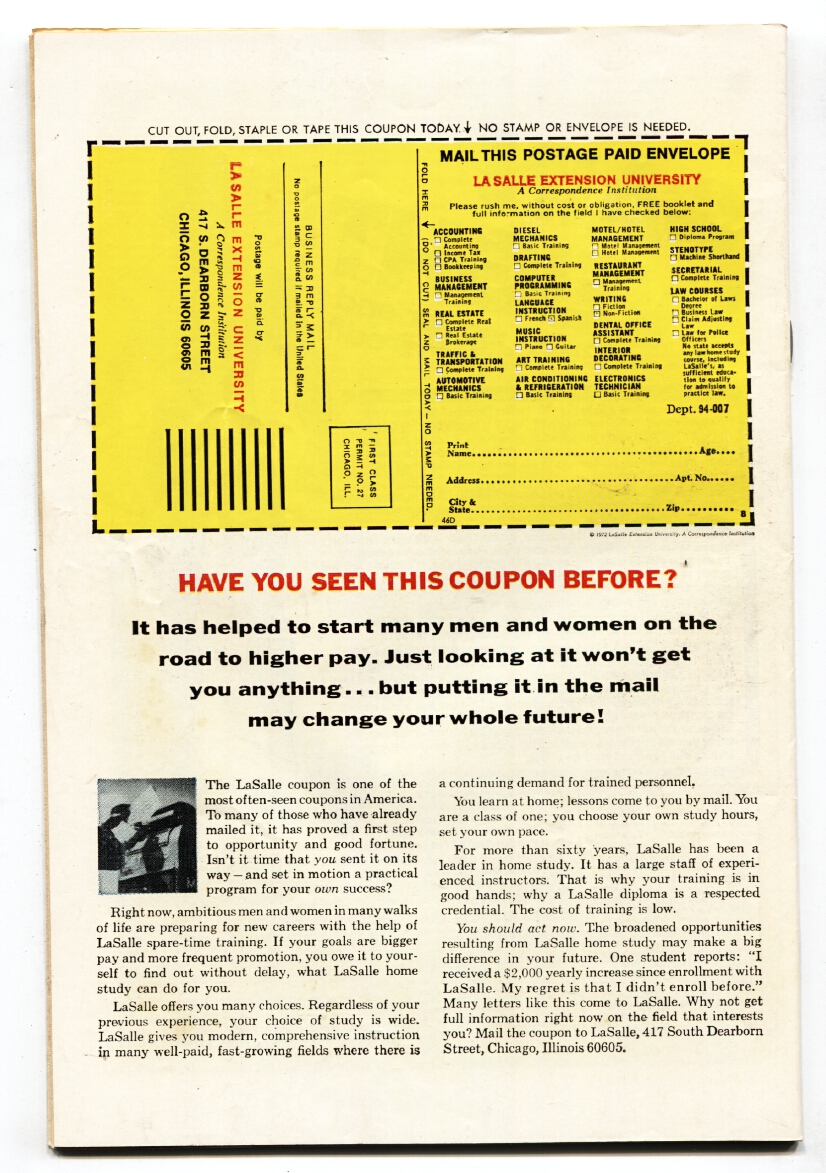 CUT OUT, FOLD, STAPLE OR TAPE THIS COUPON TODAY. ↓ NO STAMP OR ENVELOPE IS NEEDED.
LA SALLE EXTENSION UNIVERSITY
A Correspondence Institution
417 S. DEARBORN STREET
CHICAGO, ILLINOIS 60605
Postage will be paid by
BUSINESS REPLY MAIL
No postage stamp required if mailed in the United States
FIRST CLASS
PERMIT NO. 27
CHICAGO, ILL.
FOLD HERE (DO NOT CUT) SEAL AND MAIL TODAY — NO STAMP NEEDED.
MAIL THIS POSTAGE PAID ENVELOPE
LA SALLE EXTENSION UNIVERSITY
A Correspondence Institution
Please rush me, without cost or obligation, FREE booklet and
full information on the field I have checked below:
ACCOUNTING
Complete
Accounting
Income Tax
CPA Training
Bookkeeping
BUSINESS
MANAGEMENT
Management
Training
REAL ESTATE
Complete Real
Estate
Real Estate
Brokerage
TRAFFIC &
TRANSPORTATION
Complete Training
AUTOMOTIVE
MECHANICS
Basic Training
DIESEL
MECHANICS
Basic Training
DRAFTING
Complete Training
COMPUTER
PROGRAMMING
Basic Training
LANGUAGE
INSTRUCTION
French Spanish
MUSIC
INSTRUCTION
Piano Guitar
ART TRAINING
Complete Training
AIR CONDITIONING
& REFRIGERATION
Basic Training
MOTEL/HOTEL
MANAGEMENT
Motel Management
Hotel Management
RESTAURANT
MANAGEMENT
Management
Training
WRITING
Fiction
Non-Fiction
DENTAL OFFICE
ASSISTANT
Complete Training
INTERIOR
DECORATING
Complete Training
ELECTRONICS
TECHNICIAN
Basic Training
HIGH SCHOOL
Diploma Program
STENOTYPE
Machine Shorthand
SECRETARIAL
Complete Training
LAW COURSES
Bachelor of Laws
Degree
Business Law
Claim Adjusting
Law
Law for Police
Officers
No state accepts
any law home study
course, including
LaSalle's, as
sufficient educa-
tion to qualify
for admission to
practice law.
Dept. 94-007
Print
Name Age
Address Apt. No.
City &
State Zip
46D 8
© 1972 LaSalle Extension University. A Correspondence Institution
HAVE YOU SEEN THIS COUPON BEFORE?
It has helped to start many men and women on the
road to higher pay. Just looking at it won't get
you anything...but putting it in the mail
may change your whole future!
The LaSalle coupon is one of the
most often-seen coupons in America.
To many of those who have already
mailed it, it has proved a first step
to opportunity and good fortune.
Isn't it time that you sent it on its
way – and set in motion a practical
program for your own success?
Right now, ambitious men and women in many walks
of life are preparing for new careers with the help of
LaSalle spare-time training. If your goals are bigger
pay and more frequent promotion, you owe it to your-
self to find out without delay, what LaSalle home
study can do for you.
LaSalle offers you many choices. Regardless of your
previous experience, your choice of study is wide.
LaSalle gives you modern, comprehensive instruction
in many well-paid, fast-growing fields where there is
a continuing demand for trained personnel.
You learn at home; lessons come to you by mail. You
are a class of one; you choose your own study hours,
set your own pace.
For more than sixty years, LaSalle has been a
leader in home study. It has a large staff of experi-
enced instructors. That is why your training is in
good hands; why a LaSalle diploma is a respected
credential. The cost of training is low.
You should act now. The broadened opportunities
resulting from LaSalle home study may make a big
difference in your future. One student reports: "I
received a $2,000 yearly increase since enrollment with
LaSalle. My regret is that I didn't enroll before."
Many letters like this come to LaSalle. Why not get
full information right now on the field that interests
you? Mail the coupon to LaSalle, 417 South Dearborn
Street, Chicago, Illinois 60605.